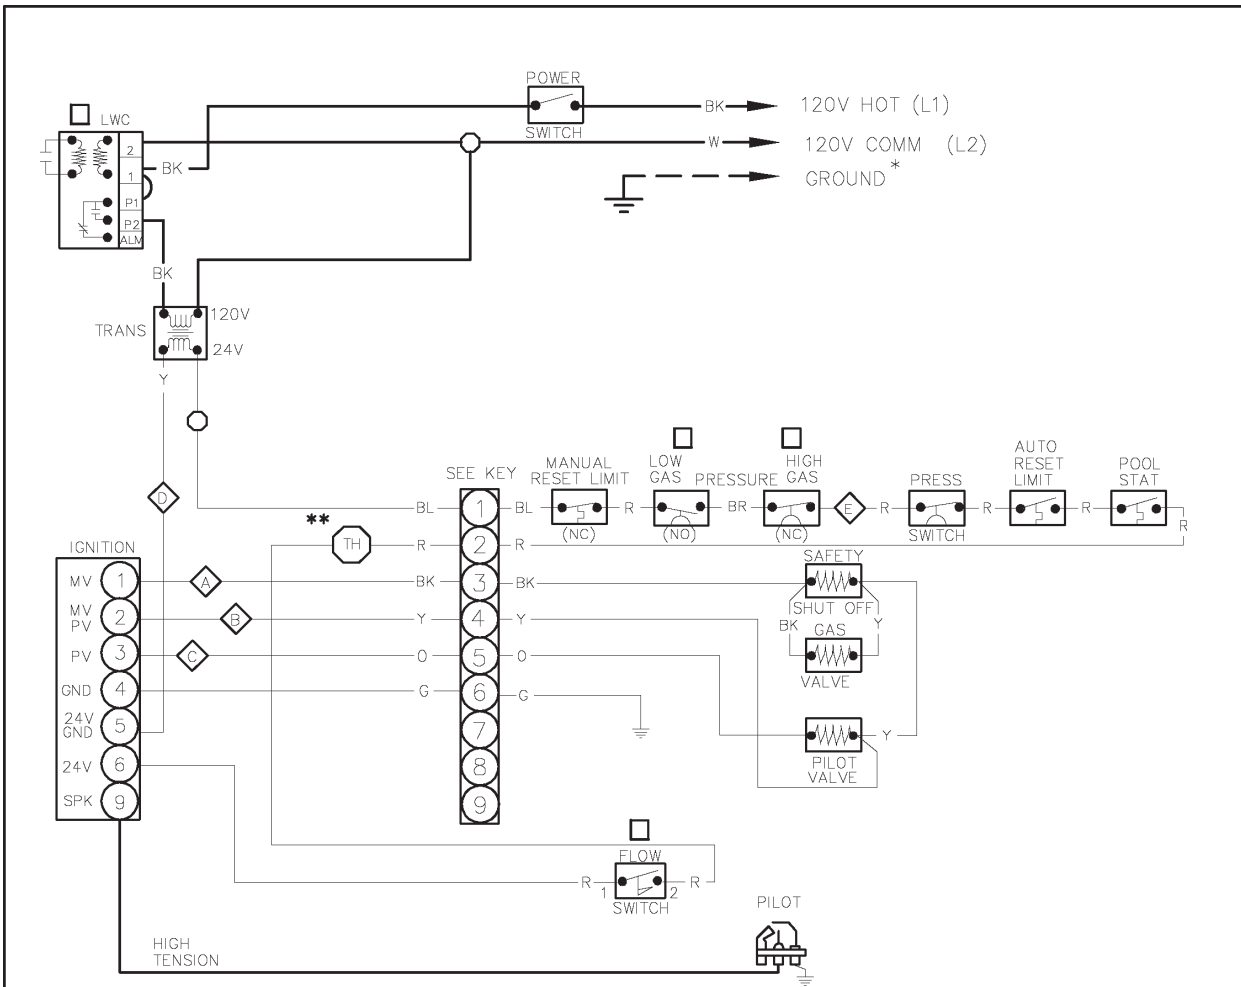 POWER
SWITCH
BK
120V HOT (L1)
W
120V COMM (L2)
GROUND *
LWC
2
1
P1
P2
ALM
BK
BK
TRANS
120V
24V
Y
D
SEE KEY
1
2
3
4
5
6
7
8
9
BL
BL
MANUAL
RESET LIMIT
(NC)
R
LOW
GAS
(NO)
PRESSURE
BR
HIGH
GAS
(NC)
E
R
PRESS
SWITCH
R
AUTO
RESET
LIMIT
R
POOL
STAT
R
**
TH
R
R
IGNITION
MV 1
MV
PV 2
PV 3
GND 4
24V
GND 5
24V 6
SPK 9
A
BK
BK
B
Y
Y
C
O
O
G
G
SAFETY
SHUT OFF
BK
Y
GAS
VALVE
PILOT
VALVE
Y
FLOW
R
1
2
R
SWITCH
PILOT
HIGH
TENSION